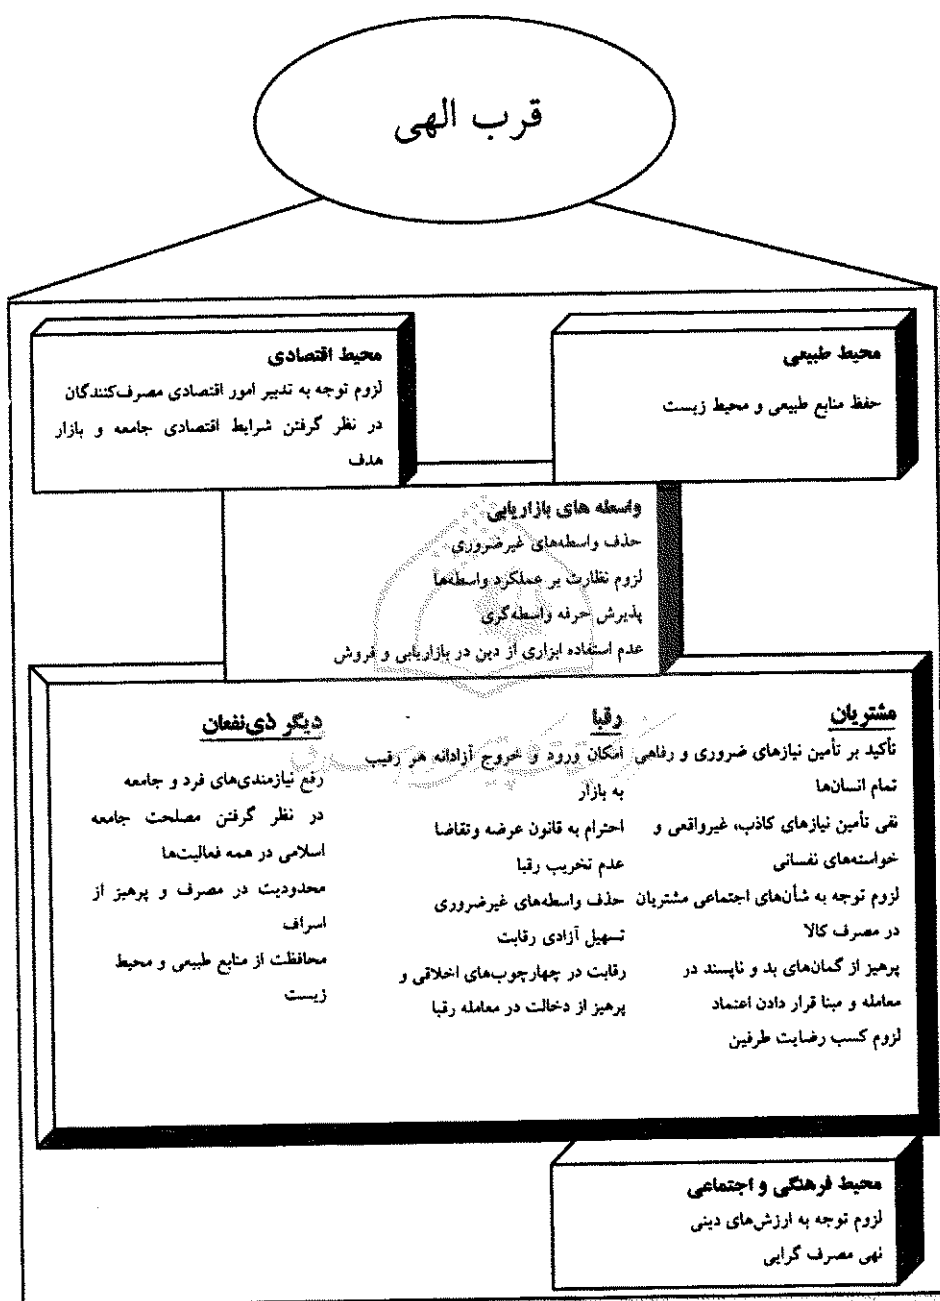 قرب الهی
محیط طبیعی
حفظ منابع طبیعی و محیط زیست
محیط اقتصادی
لزوم توجه به تدبیر امور اقتصادی مصرف‌کنندگان
در نظر گرفتن شرایط اقتصادی جامعه و بازار
هدف
واسطه های بازاریابی
حذف واسطه‌های غیرضروری
لزوم نظارت بر عملکرد واسطه‌ها
پذیرش حرفه واسطه‌گری
عدم استفاده ابزاری از دین در بازاریابی و فروش
مشتریان
تأکید بر تأمین نیازهای ضروری و رفاهی
تمام انسان‌ها
نفی تأمین نیازهای کاذب، غیرواقعی و
خواسته‌های نفسانی
لزوم توجه به شأن‌های اجتماعی مشتریان
در مصرف کالا
پرهیز از گمان‌های بد و ناپسند در
معامله و مبنا قرار دادن اعتماد
لزوم کسب رضایت طرفین
رقبا
امکان ورود و خروج آزادانه هر رقیب
به بازار
احترام به قانون عرضه وتقاضا
عدم تخریب رقبا
حذف واسطه‌های غیرضروری
تسهیل آزادی رقابت
رقابت در چهارچوب‌های اخلاقی و
پرهیز از دخالت در معامله رقبا
دیگر ذی‌نفعان
رفع نیازمندی‌های فرد و جامعه
در نظر گرفتن مصلحت جامعه
اسلامی در همه فعالیت‌ها
محدودیت در مصرف و پرهیز از
اسراف
محافظت از منابع طبیعی و محیط
زیست
محیط فرهنگی و اجتماعی
لزوم توجه به ارزش‌های دینی
نهی مصرف گرایی